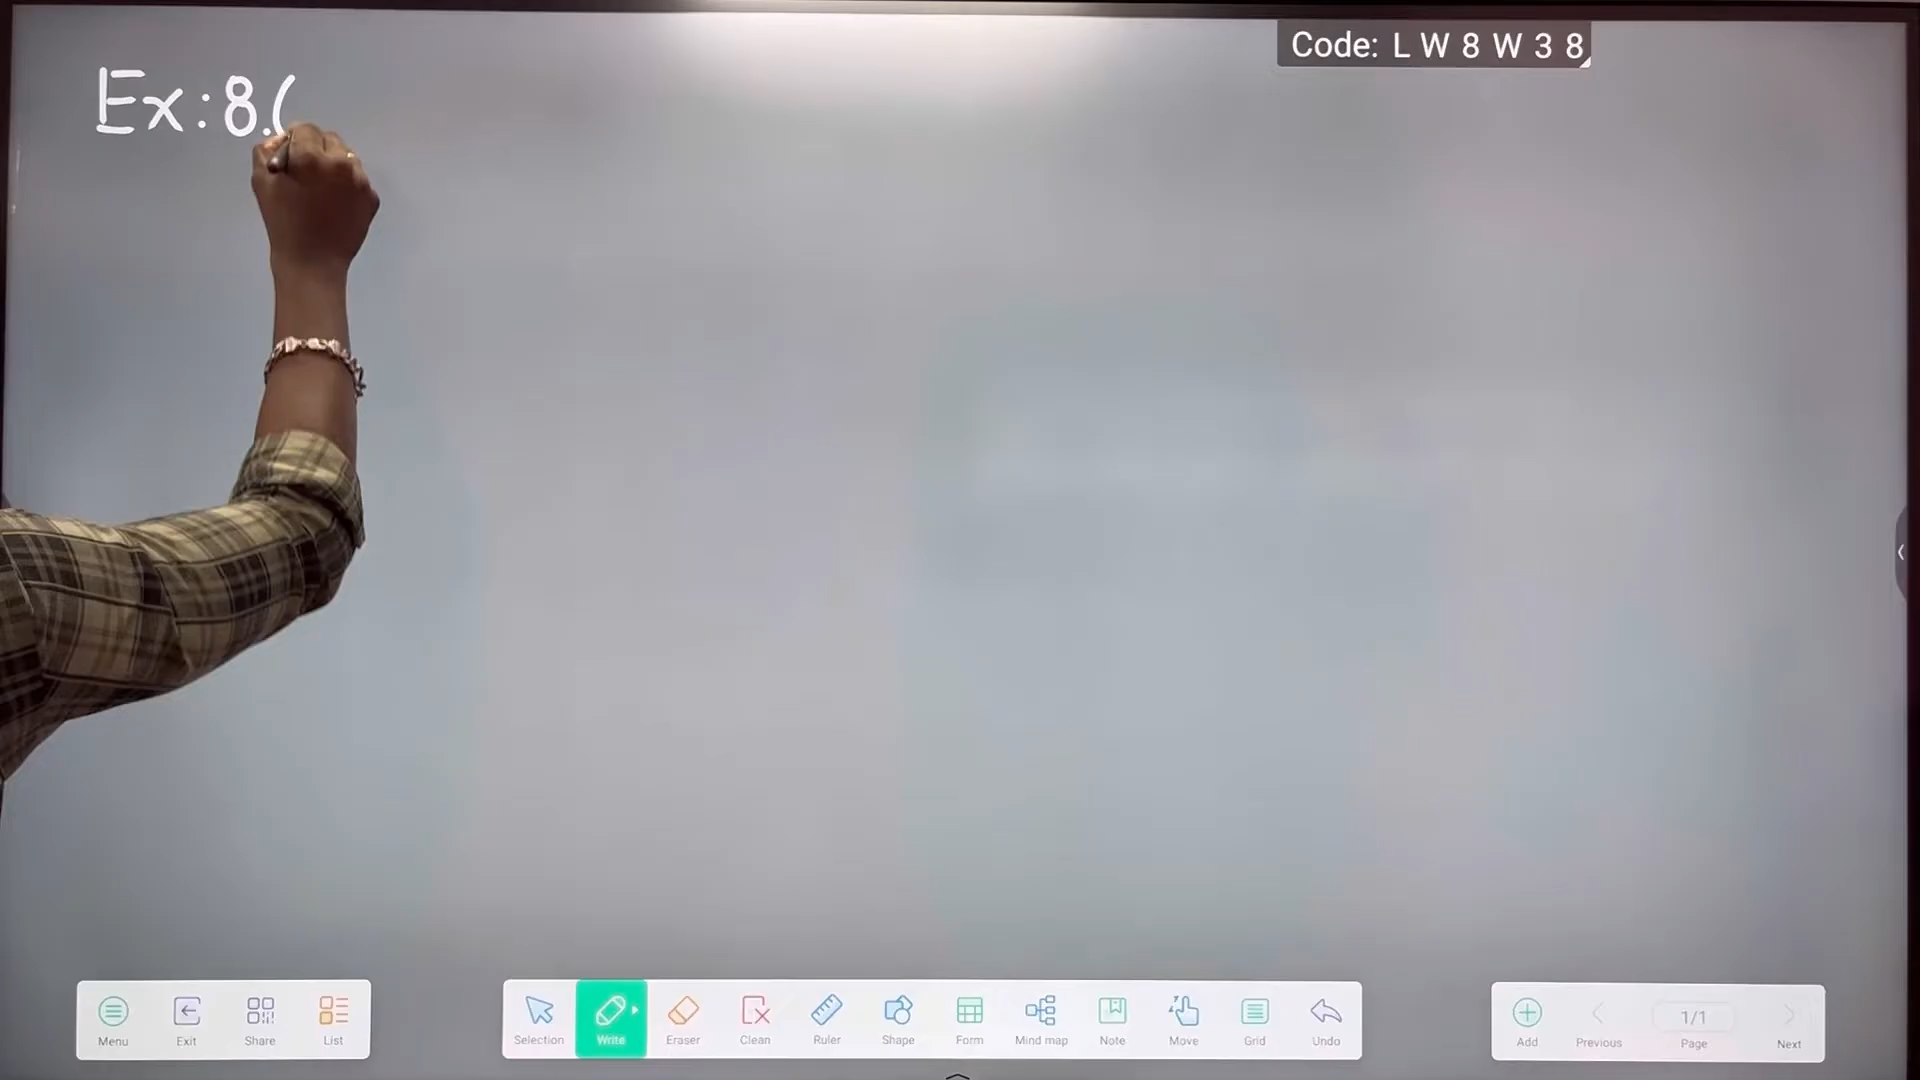 Code: L W 8 W 3 8
Ex: 8.(
Menu
Exit
Share
List
Selection
Write
Eraser
Clean
Ruler
Shape
Form
Mind map
Note
Move
Grid
Undo
Add
Previous
1/1
Page
Next